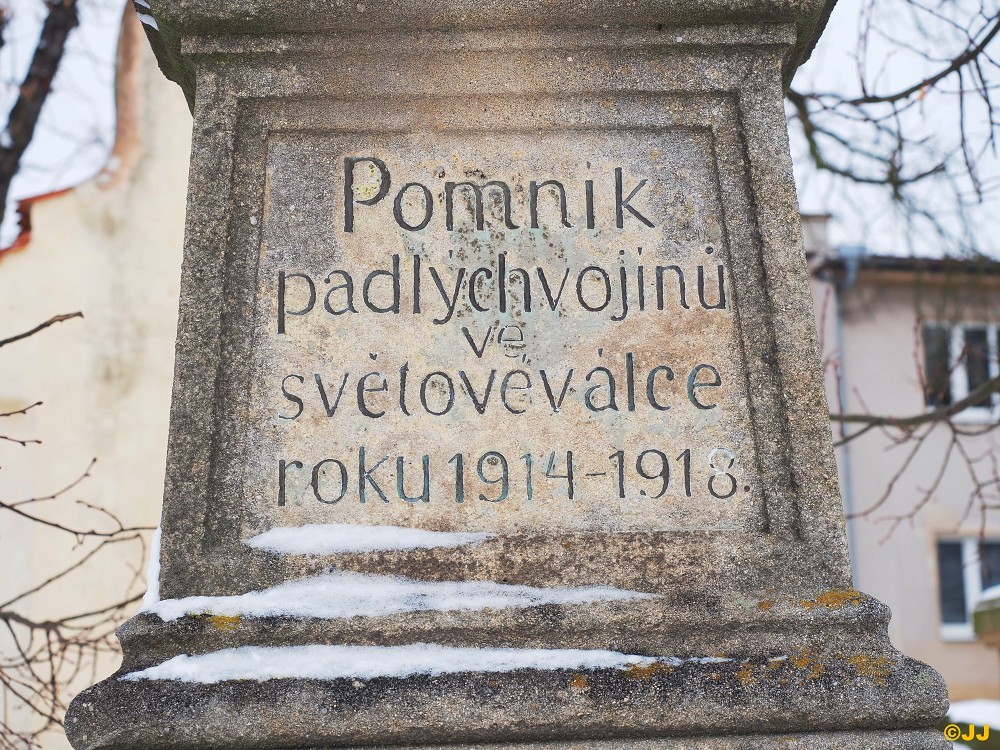 Pomník
padlých vojínů
ve
světové válce
roku 1914-1918.
©JJ